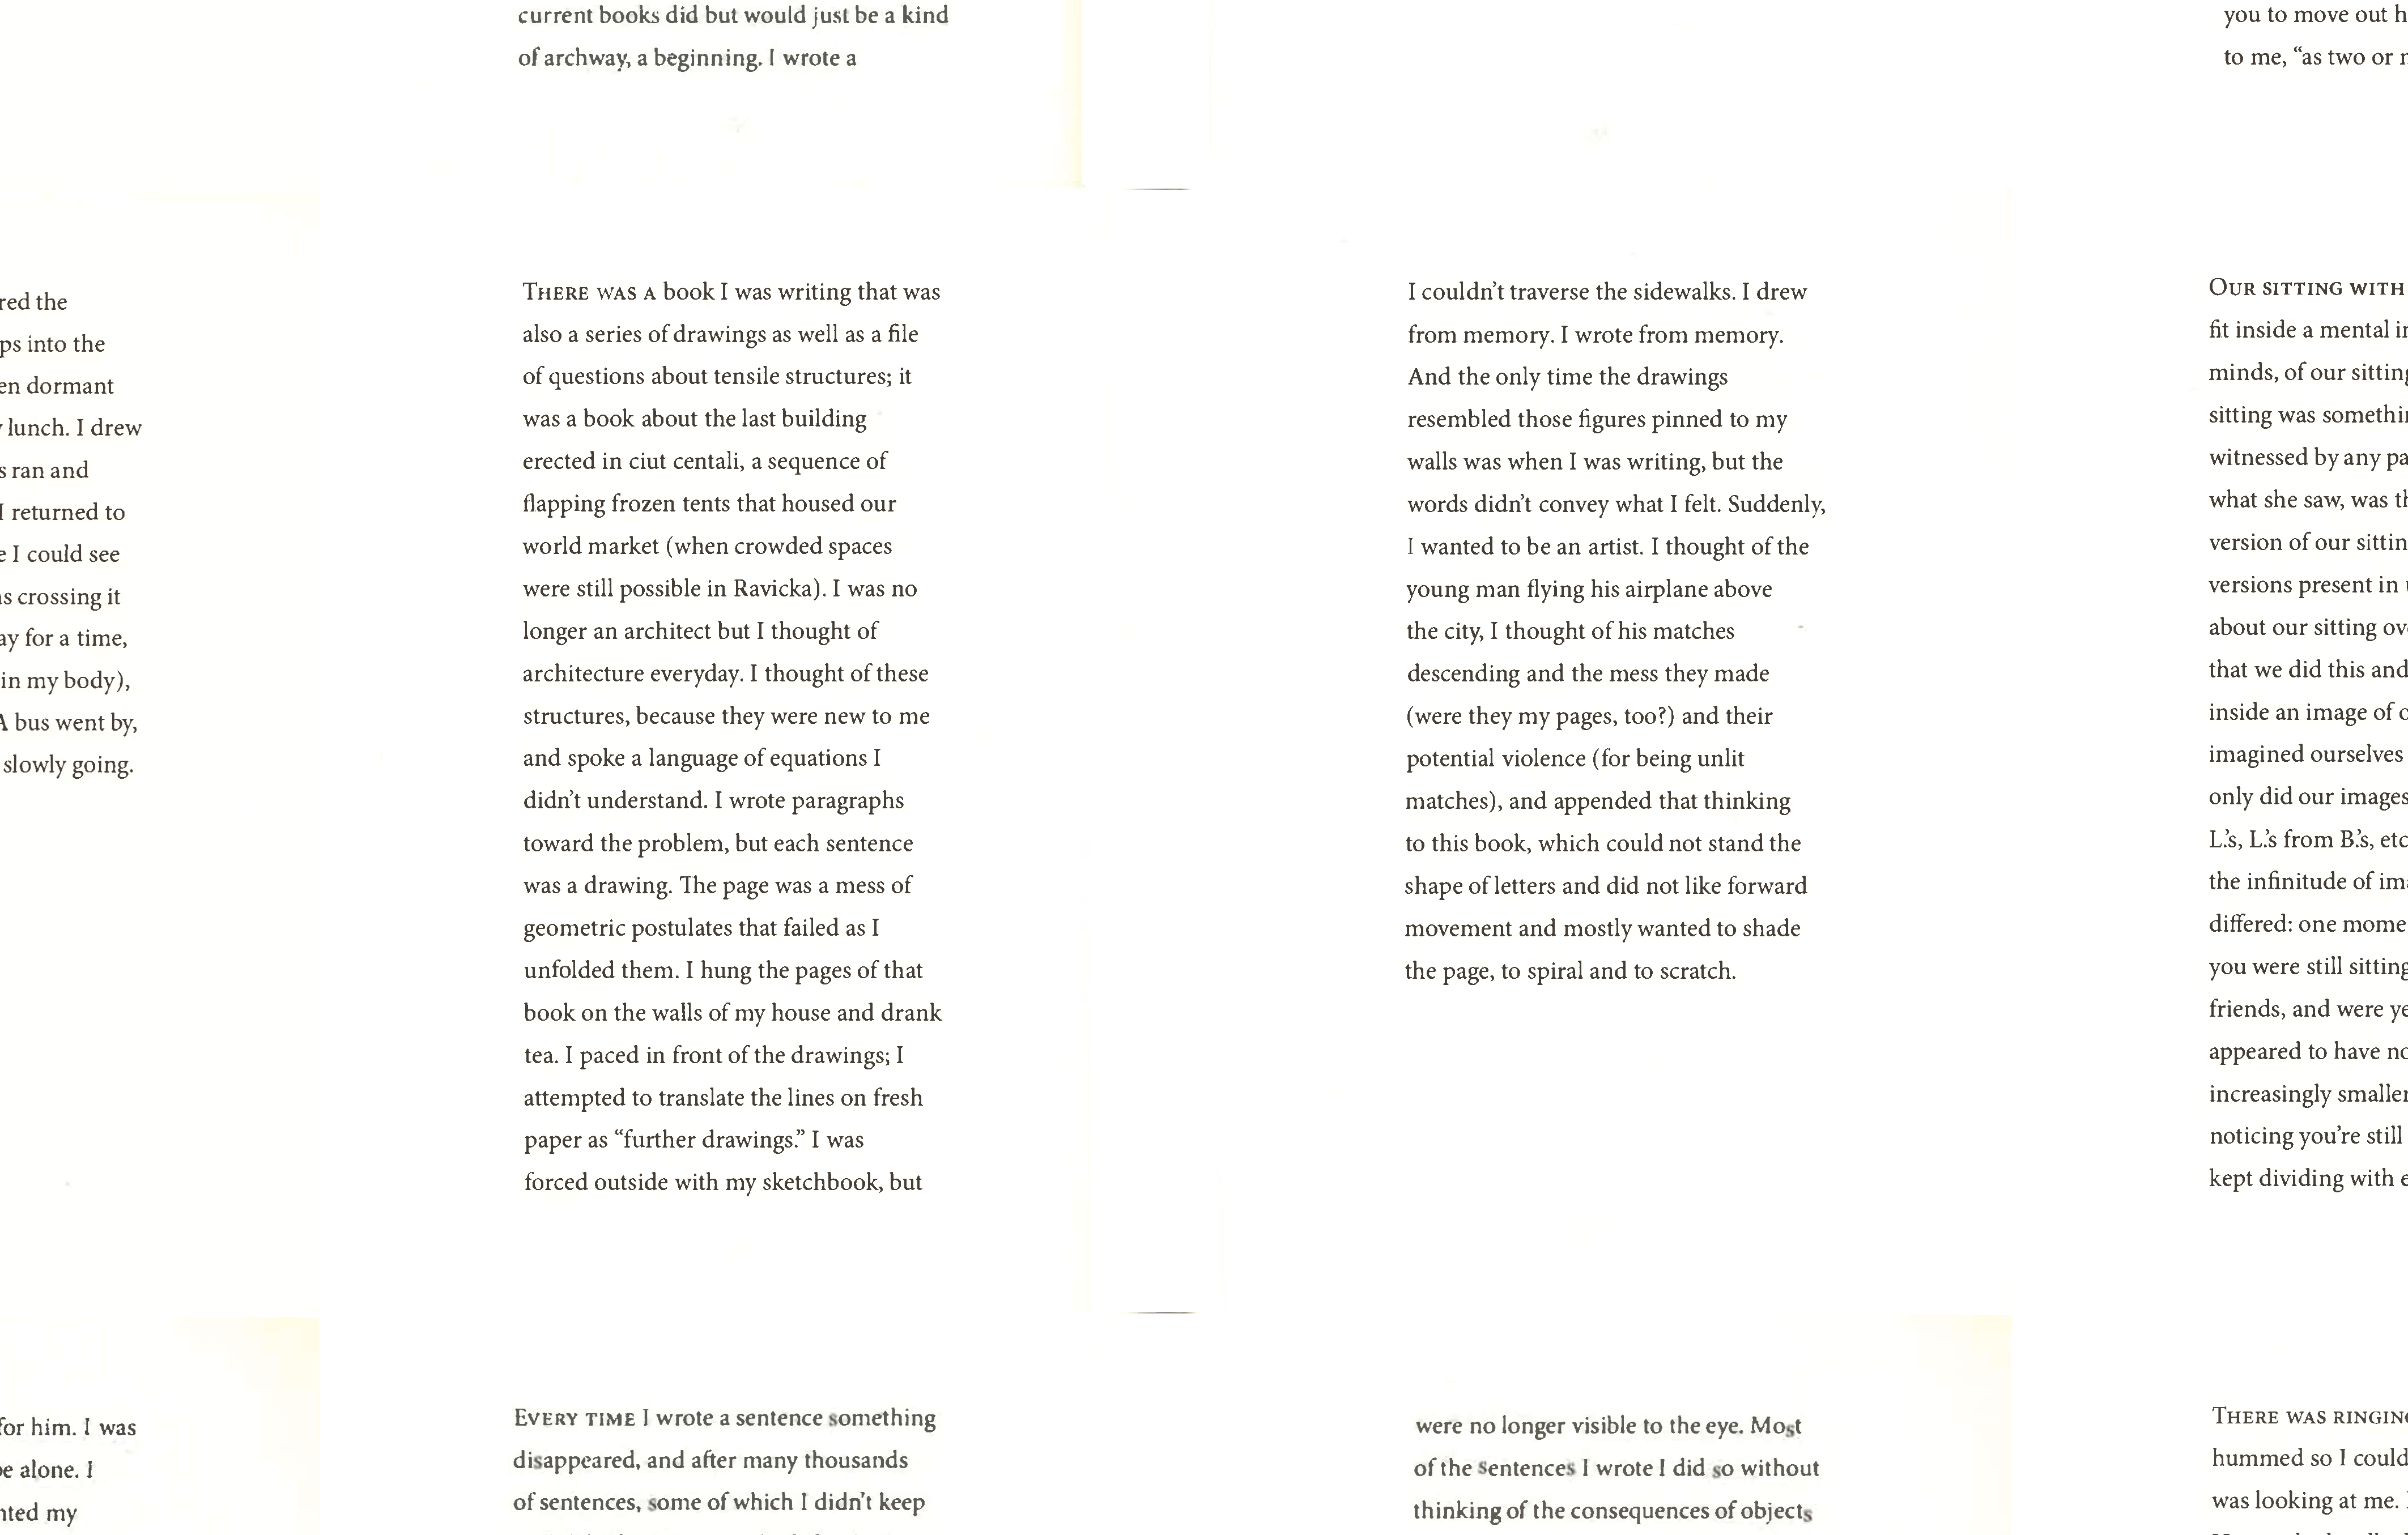 current books did but would just be a kind
of archway, a beginning. I wrote a
you to move out
to me, “as two or
red the
ps into the
en dormant
lunch. I drew
s ran and
I returned to
e I could see
s crossing it
ay for a time,
in my body),
A bus went by,
slowly going.
THERE WAS A book I was writing that was
also a series of drawings as well as a file
of questions about tensile structures; it
was a book about the last building
erected in ciut centali, a sequence of
flapping frozen tents that housed our
world market (when crowded spaces
were still possible in Ravicka). I was no
longer an architect but I thought of
architecture everyday. I thought of these
structures, because they were new to me
and spoke a language of equations I
didn’t understand. I wrote paragraphs
toward the problem, but each sentence
was a drawing. The page was a mess of
geometric postulates that failed as I
unfolded them. I hung the pages of that
book on the walls of my house and drank
tea. I paced in front of the drawings; I
attempted to translate the lines on fresh
paper as “further drawings.” I was
forced outside with my sketchbook, but
I couldn’t traverse the sidewalks. I drew
from memory. I wrote from memory.
And the only time the drawings
resembled those figures pinned to my
walls was when I was writing, but the
words didn’t convey what I felt. Suddenly,
I wanted to be an artist. I thought of the
young man flying his airplane above
the city, I thought of his matches
descending and the mess they made
(were they my pages, too?) and their
potential violence (for being unlit
matches), and appended that thinking
to this book, which could not stand the
shape of letters and did not like forward
movement and mostly wanted to shade
the page, to spiral and to scratch.
OUR SITTING WITH
fit inside a mental
minds, of our sitting
sitting was
witnessed by any
what she saw, was
version of our
versions present in
about our sitting
that we did this and
inside an image of
imagined ourselves
only did our images
L.’s, L.’s from B.’s, etc
the infinitude of
differed: one
you were still sitting
friends, and were
appeared to have
increasingly smaller
noticing you’re still
kept dividing with
for him. I was
be alone. I
nted my
EVERY TIME I wrote a sentence something
disappeared, and after many thousands
of sentences, some of which I didn’t keep
were no longer visible to the eye. Most
of the sentences I wrote I did so without
thinking of the consequences of objects
THERE WAS RINGING
hummed so I could
was looking at me.